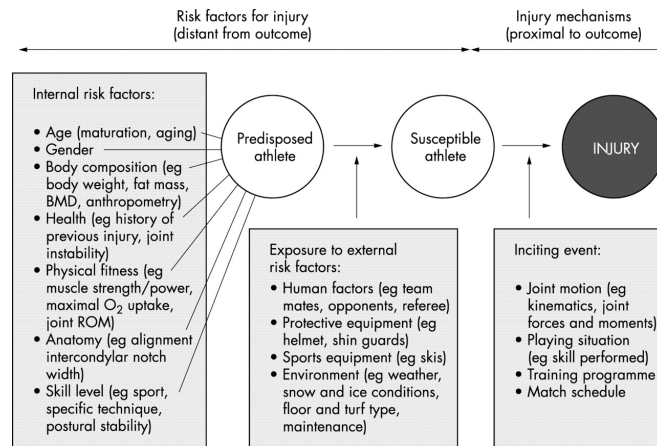 Risk factors for injury
(distant from outcome)
Injury mechanisms
(proximal to outcome)
Internal risk factors:
• Age (maturation, aging)
• Gender
• Body composition (eg
body weight, fat mass,
BMD, anthropometry)
• Health (eg history of
previous injury, joint
instability)
• Physical fitness (eg
muscle strength/power,
maximal O₂ uptake,
joint ROM)
• Anatomy (eg alignment
intercondylar notch
width)
• Skill level (eg sport,
specific technique,
postural stability)
Predisposed
athlete
Susceptible
athlete
INJURY
Exposure to external
risk factors:
• Human factors (eg team
mates, opponents, referee)
• Protective equipment (eg
helmet, shin guards)
• Sports equipment (eg skis)
• Environment (eg weather,
snow and ice conditions,
floor and turf type,
maintenance)
Inciting event:
• Joint motion (eg
kinematics, joint
forces and moments)
• Playing situation
(eg skill performed)
• Training programme
• Match schedule